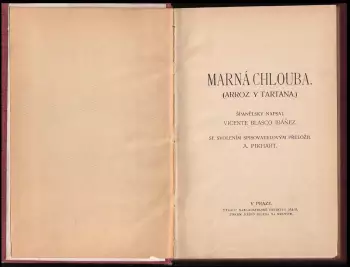 MARNÁ CHLOUBA.
(ARROZ Y TARTANA.)
ŠPANĚLSKY NAPSAL
VICENTE BLASCO IBÁÑEZ.
SE SVOLENÍM SPISOVATELOVÝM PŘELOŽIL
A. PIKHART.
V PRAZE.